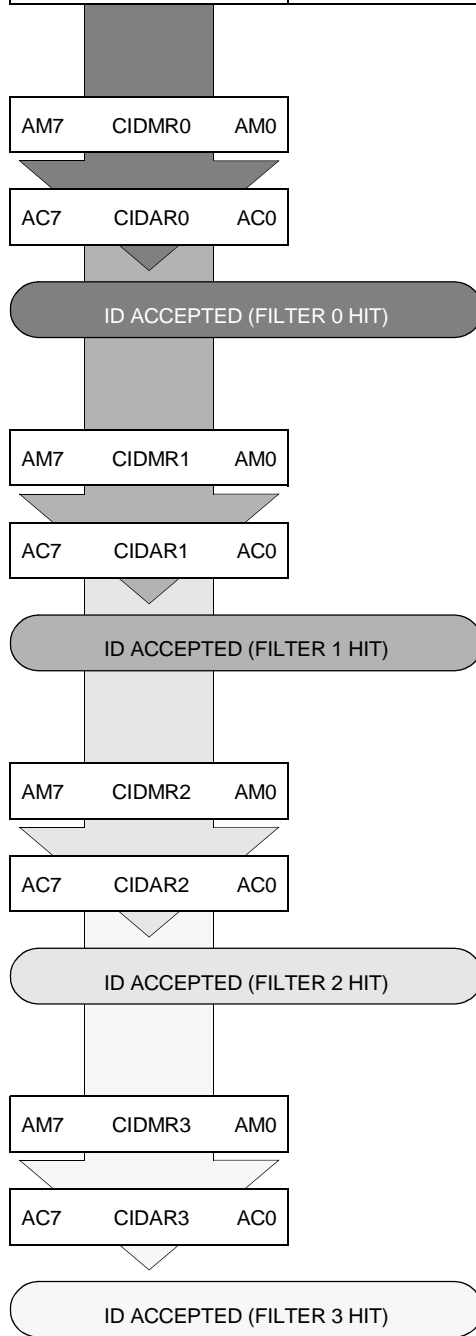 AM7 CIDMR0 AM0
AC7 CIDAR0 AC0
ID ACCEPTED (FILTER 0 HIT)
AM7 CIDMR1 AM0
AC7 CIDAR1 AC0
ID ACCEPTED (FILTER 1 HIT)
AM7 CIDMR2 AM0
AC7 CIDAR2 AC0
ID ACCEPTED (FILTER 2 HIT)
AM7 CIDMR3 AM0
AC7 CIDAR3 AC0
ID ACCEPTED (FILTER 3 HIT)